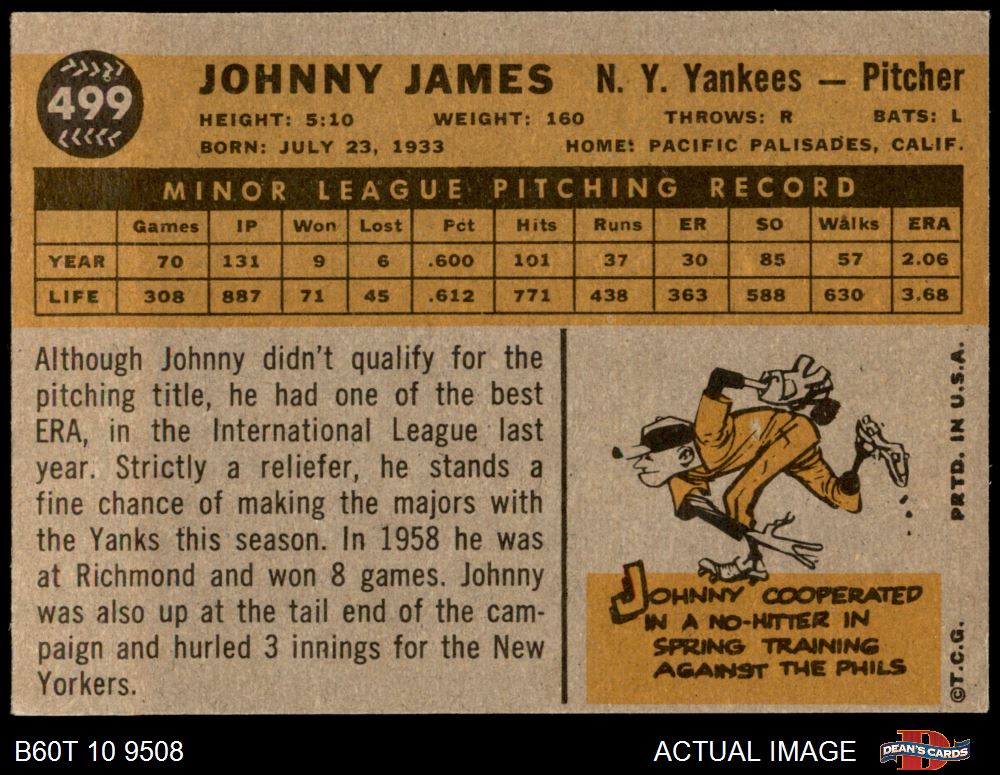 499
JOHNNY JAMES N. Y. Yankees — Pitcher
HEIGHT: 5:10 WEIGHT: 160 THROWS: R BATS: L
BORN: JULY 23, 1933 HOME: PACIFIC PALISADES, CALIF.
MINOR LEAGUE PITCHING RECORD
Games IP Won Lost Pct Hits Runs ER SO Walks ERA
YEAR 70 131 9 6 .600 101 37 30 85 57 2.06
LIFE 308 887 71 45 .612 771 438 363 588 630 3.68
Although Johnny didn't qualify for the
pitching title, he had one of the best
ERA, in the International League last
year. Strictly a reliefer, he stands a
fine chance of making the majors with
the Yanks this season. In 1958 he was
at Richmond and won 8 games. Johnny
was also up at the tail end of the cam-
paign and hurled 3 innings for the New
Yorkers.
JOHNNY COOPERATED
IN A NO-HITTER IN
SPRING TRAINING
AGAINST THE PHILS
©T.C.G. PRTD. IN U.S.A.
B60T 10 9508 ACTUAL IMAGE DEAN'S CARDS